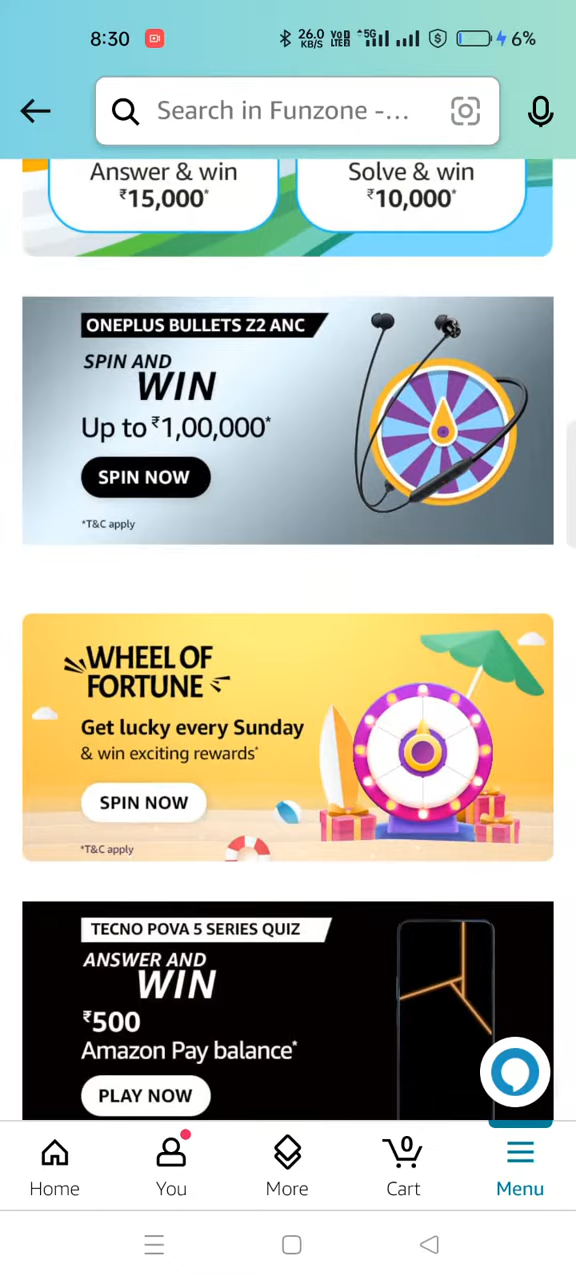 8:30 26.0 KB/S VoD LTE 5G 6%
Search in Funzone -...
Answer & win
₹15,000*
Solve & win
₹10,000*
ONEPLUS BULLETS Z2 ANC
SPIN AND
WIN
Up to ₹1,00,000*
SPIN NOW
*T&C apply
WHEEL OF
FORTUNE
Get lucky every Sunday
& win exciting rewards*
SPIN NOW
*T&C apply
TECNO POVA 5 SERIES QUIZ
ANSWER AND
WIN
₹500
Amazon Pay balance*
PLAY NOW
0
Home You More Cart Menu